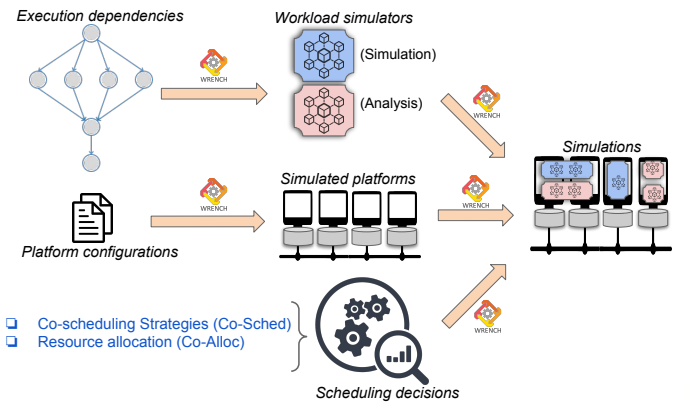 Execution dependencies
Workload simulators
WRENCH
(Simulation)
(Analysis)
WRENCH
Simulations
WRENCH
Simulated platforms
WRENCH
Platform configurations
❏ Co-scheduling Strategies (Co-Sched)
❏ Resource allocation (Co-Alloc)
WRENCH
Scheduling decisions